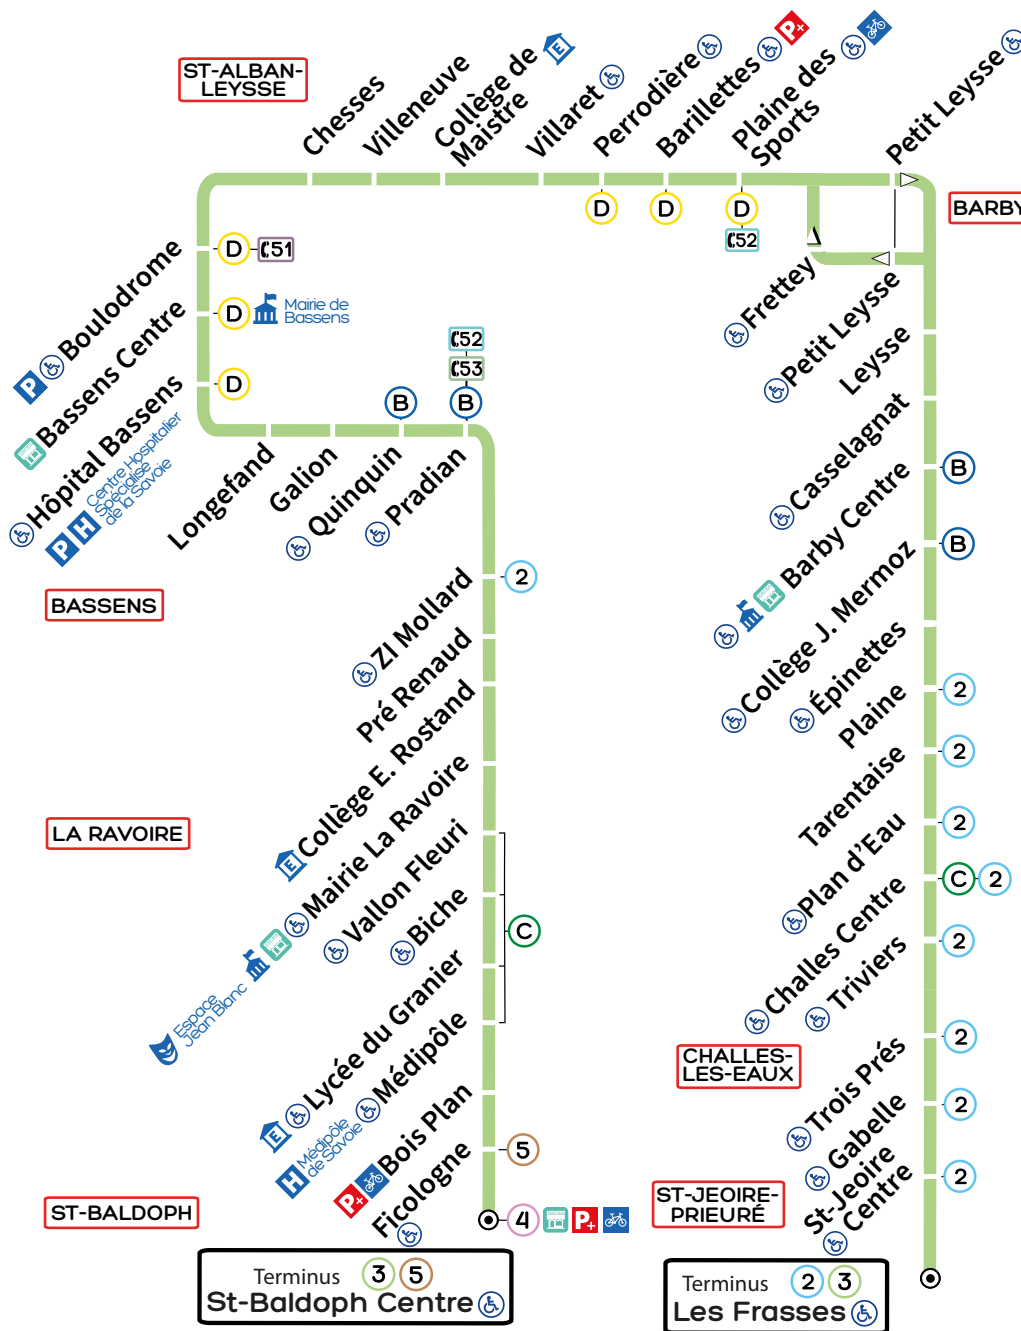 ST-ALBAN-
LEYSSE
Chesses
Villeneuve
Collège de
Maistre
E
Villaret
Perrodière
Barillettes
P+
Plaine des
Sports
Petit Leysse
BARBY
D
D
D
52
Frettey
Petit Leysse
Leysse
Boulodrome
P
D
51
Bassens Centre
D
Mairie de
Bassens
Hôpital Bassens
D
P H
Centre Hospitalier
Spécialisé
de la Savoie
Longefand
Galion
Quinquin
B
Pradian
52
53
B
BASSENS
ZI Mollard
2
Pré Renaud
Collège E. Rostand
E
LA RAVOIRE
Mairie La Ravoire
Espace
Jean Blanc
Vallon Fleuri
Biche
C
Lycée du Granier
E
Médipôle
H
Médipôle
de Savoie
Bois Plan
P+
Ficologne
5
ST-BALDOPH
4
P+
Terminus 3 5
St-Baldoph Centre
Casselagnat
Barby Centre
B
Collège J. Mermoz
B
Épinettes
Plaine
2
Tarentaise
2
Plan d'Eau
2
Challes Centre
C 2
Triviers
2
CHALLES-
LES-EAUX
Trois Prés
2
Gabelle
2
St-Jeoire
Centre
2
ST-JEOIRE-
PRIEURÉ
Terminus 2 3
Les Frasses